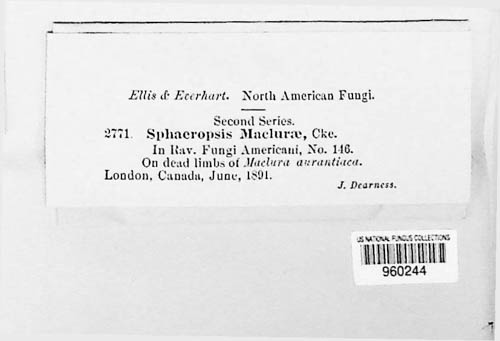 Ellis & Everhart. North American Fungi.
Second Series.
2771. Sphaeropsis Macluræ, Cke.
In Rav. Fungi Americani, No. 146.
On dead limbs of Maclura aurantiaca.
London, Canada, June, 1891.
J. Dearness.
US NATIONAL FUNGUS COLLECTIONS
960244